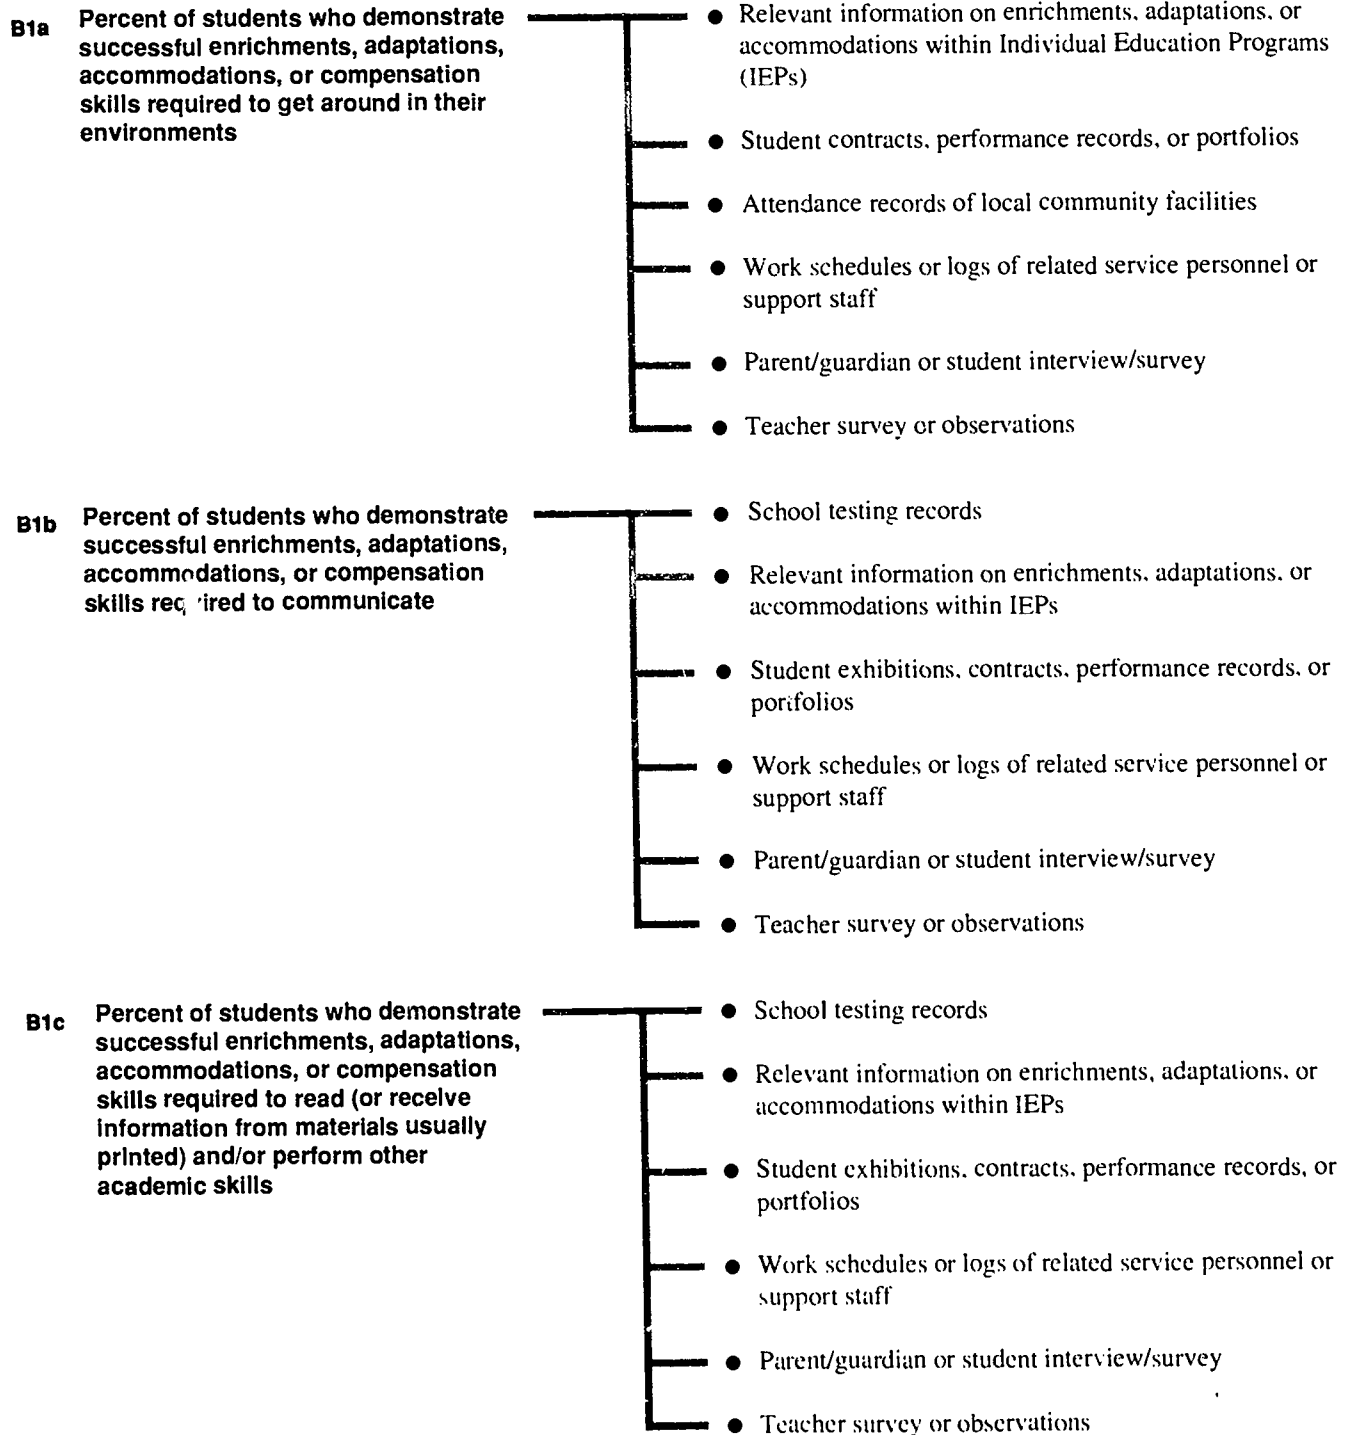 B1a Percent of students who demonstrate
successful enrichments, adaptations,
accommodations, or compensation
skills required to get around in their
environments
● Relevant information on enrichments, adaptations, or
accommodations within Individual Education Programs
(IEPs)
● Student contracts, performance records, or portfolios
● Attendance records of local community facilities
● Work schedules or logs of related service personnel or
support staff
● Parent/guardian or student interview/survey
● Teacher survey or observations
B1b Percent of students who demonstrate
successful enrichments, adaptations,
accommodations, or compensation
skills required to communicate
● School testing records
● Relevant information on enrichments, adaptations, or
accommodations within IEPs
● Student exhibitions, contracts, performance records, or
portfolios
● Work schedules or logs of related service personnel or
support staff
● Parent/guardian or student interview/survey
● Teacher survey or observations
B1c Percent of students who demonstrate
successful enrichments, adaptations,
accommodations, or compensation
skills required to read (or receive
information from materials usually
printed) and/or perform other
academic skills
● School testing records
● Relevant information on enrichments, adaptations, or
accommodations within IEPs
● Student exhibitions, contracts, performance records, or
portfolios
● Work schedules or logs of related service personnel or
support staff
● Parent/guardian or student interview/survey
● Teacher survey or observations